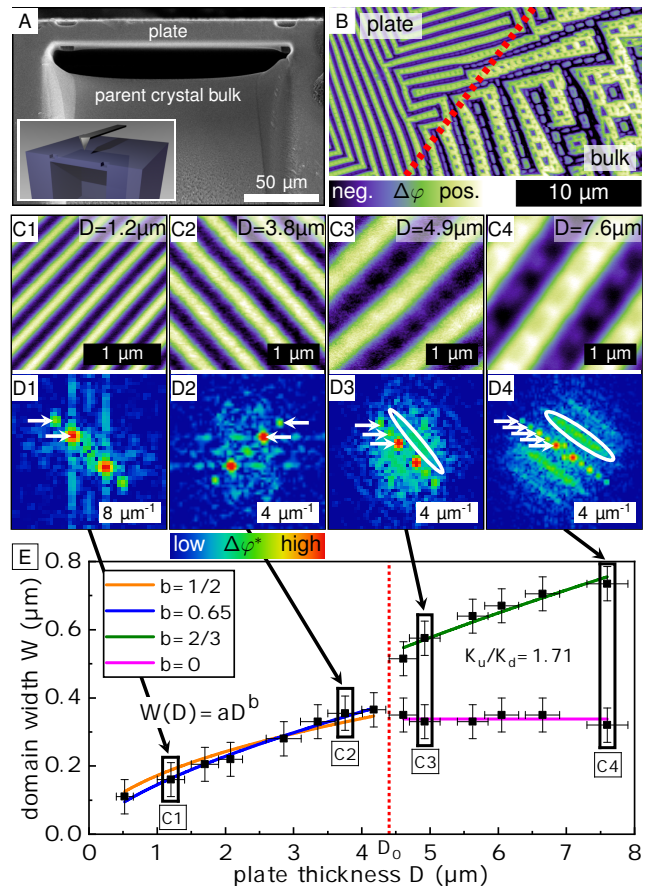 A
plate
parent crystal bulk
50 μm
B
plate
bulk
neg. Δφ pos.
10 μm
C1 D=1.2μm
1 μm
C2 D=3.8μm
1 μm
C3 D=4.9μm
1 μm
C4 D=7.6μm
1 μm
D1
8 μm⁻¹
D2
4 μm⁻¹
D3
4 μm⁻¹
D4
4 μm⁻¹
low Δφ* high
E
domain width W (μm)
0.8
0.6
0.4
0.2
0.0
b=1/2
b=0.65
b=2/3
b=0
W(D)=aDᵇ
Kᵤ/K_d=1.71
C1
C2
C3
C4
0 1 2 3 4 D₀ 5 6 7 8
plate thickness D (μm)